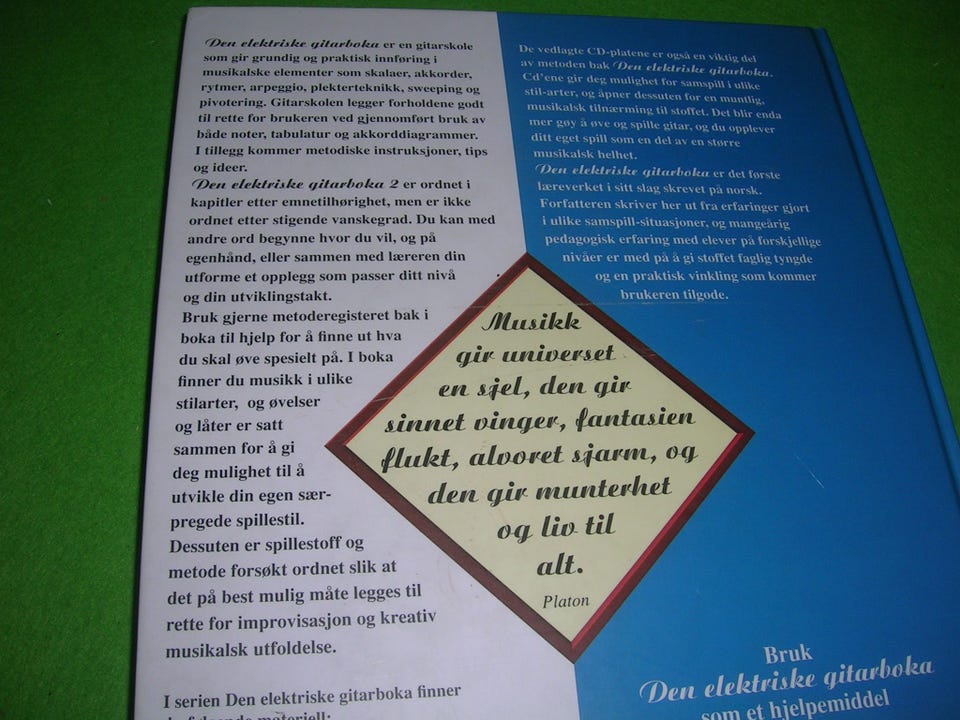 Den elektriske gitarboka er en gitarskole
som gir grundig og praktisk innføring i
musikalske elementer som skalaer, akkorder,
rytmer, arpeggio, plekterteknikk, sweeping og
pivotering. Gitarskolen legger forholdene godt
til rette for brukeren ved gjennomført bruk av
både noter, tabulatur og akkorddiagrammer.
I tillegg kommer metodiske instruksjoner, tips
og ideer.
Den elektriske gitarboka 2 er ordnet i
kapitler etter emnetilhørighet, men er ikke
ordnet etter stigende vanskegrad. Du kan med
andre ord begynne hvor du vil, og på
egenhånd, eller sammen med læreren din
utforme et opplegg som passer ditt nivå
og din utviklingstakt.
Bruk gjerne metoderegisteret bak i
boka til hjelp for å finne ut hva
du skal øve spesielt på. I boka
finner du musikk i ulike
stilarter, og øvelser
og låter er satt
sammen for å gi
deg mulighet til å
utvikle din egen sær-
pregede spillestil.
Dessuten er spillestoff og
metode forsøkt ordnet slik at
det på best mulig måte legges til
rette for improvisasjon og kreativ
musikalsk utfoldelse.
I serien Den elektriske gitarboka finner
De vedlagte CD-platene er også en viktig del
av metoden bak Den elektriske gitarboka.
Cd'ene gir deg mulighet for samspill i ulike
stil-arter, og åpner dessuten for en muntlig,
musikalsk tilnærming til stoffet. Det blir enda
mer gøy å øve og spille gitar, og du opplever
ditt eget spill som en del av en større
musikalsk helhet.
Den elektriske gitarboka er det første
læreverket i sitt slag skrevet på norsk.
Forfatteren skriver her ut fra erfaringer gjort
i ulike samspill-situasjoner, og mangeårig
pedagogisk erfaring med elever på forskjellige
nivåer er med på å gi stoffet faglig tyngde
og en praktisk vinkling som kommer
brukeren tilgode.
Musikk
gir universet
en sjel, den gir
sinnet vinger, fantasien
flukt, alvoret sjarm, og
den gir munterhet
og liv til
alt.
Platon
Bruk
Den elektriske gitarboka
som et hjelpemiddel